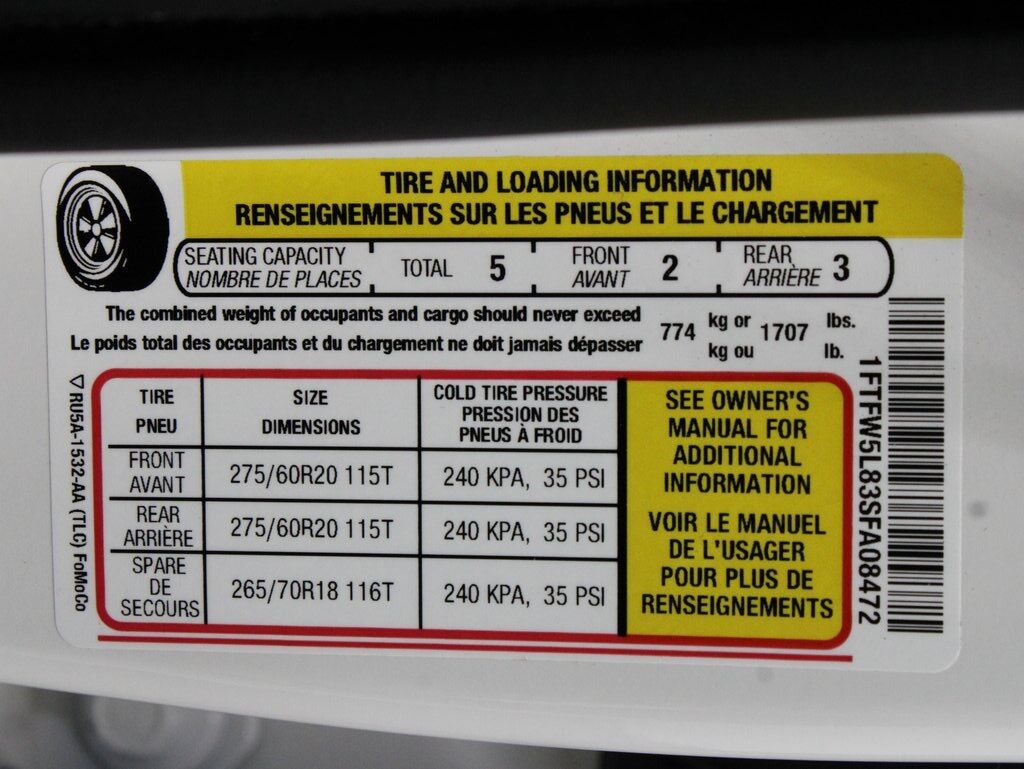 TIRE AND LOADING INFORMATION
RENSEIGNEMENTS SUR LES PNEUS ET LE CHARGEMENT
SEATING CAPACITY
NOMBRE DE PLACES
TOTAL 5
FRONT
AVANT
2
REAR
ARRIÈRE
3
The combined weight of occupants and cargo should never exceed
Le poids total des occupants et du chargement ne doit jamais dépasser
774
kg or
kg ou
1707
lbs.
lb.
TIRE
PNEU
SIZE
DIMENSIONS
COLD TIRE PRESSURE
PRESSION DES
PNEUS À FROID
FRONT
AVANT
275/60R20 115T
240 KPA, 35 PSI
REAR
ARRIÈRE
275/60R20 115T
240 KPA, 35 PSI
SPARE
DE
SECOURS
265/70R18 116T
240 KPA, 35 PSI
SEE OWNER'S
MANUAL FOR
ADDITIONAL
INFORMATION
VOIR LE MANUEL
DE L'USAGER
POUR PLUS DE
RENSEIGNEMENTS
RU5A-1532-AA (TLC) FoMoCo
1FTFW5L83SFA08472